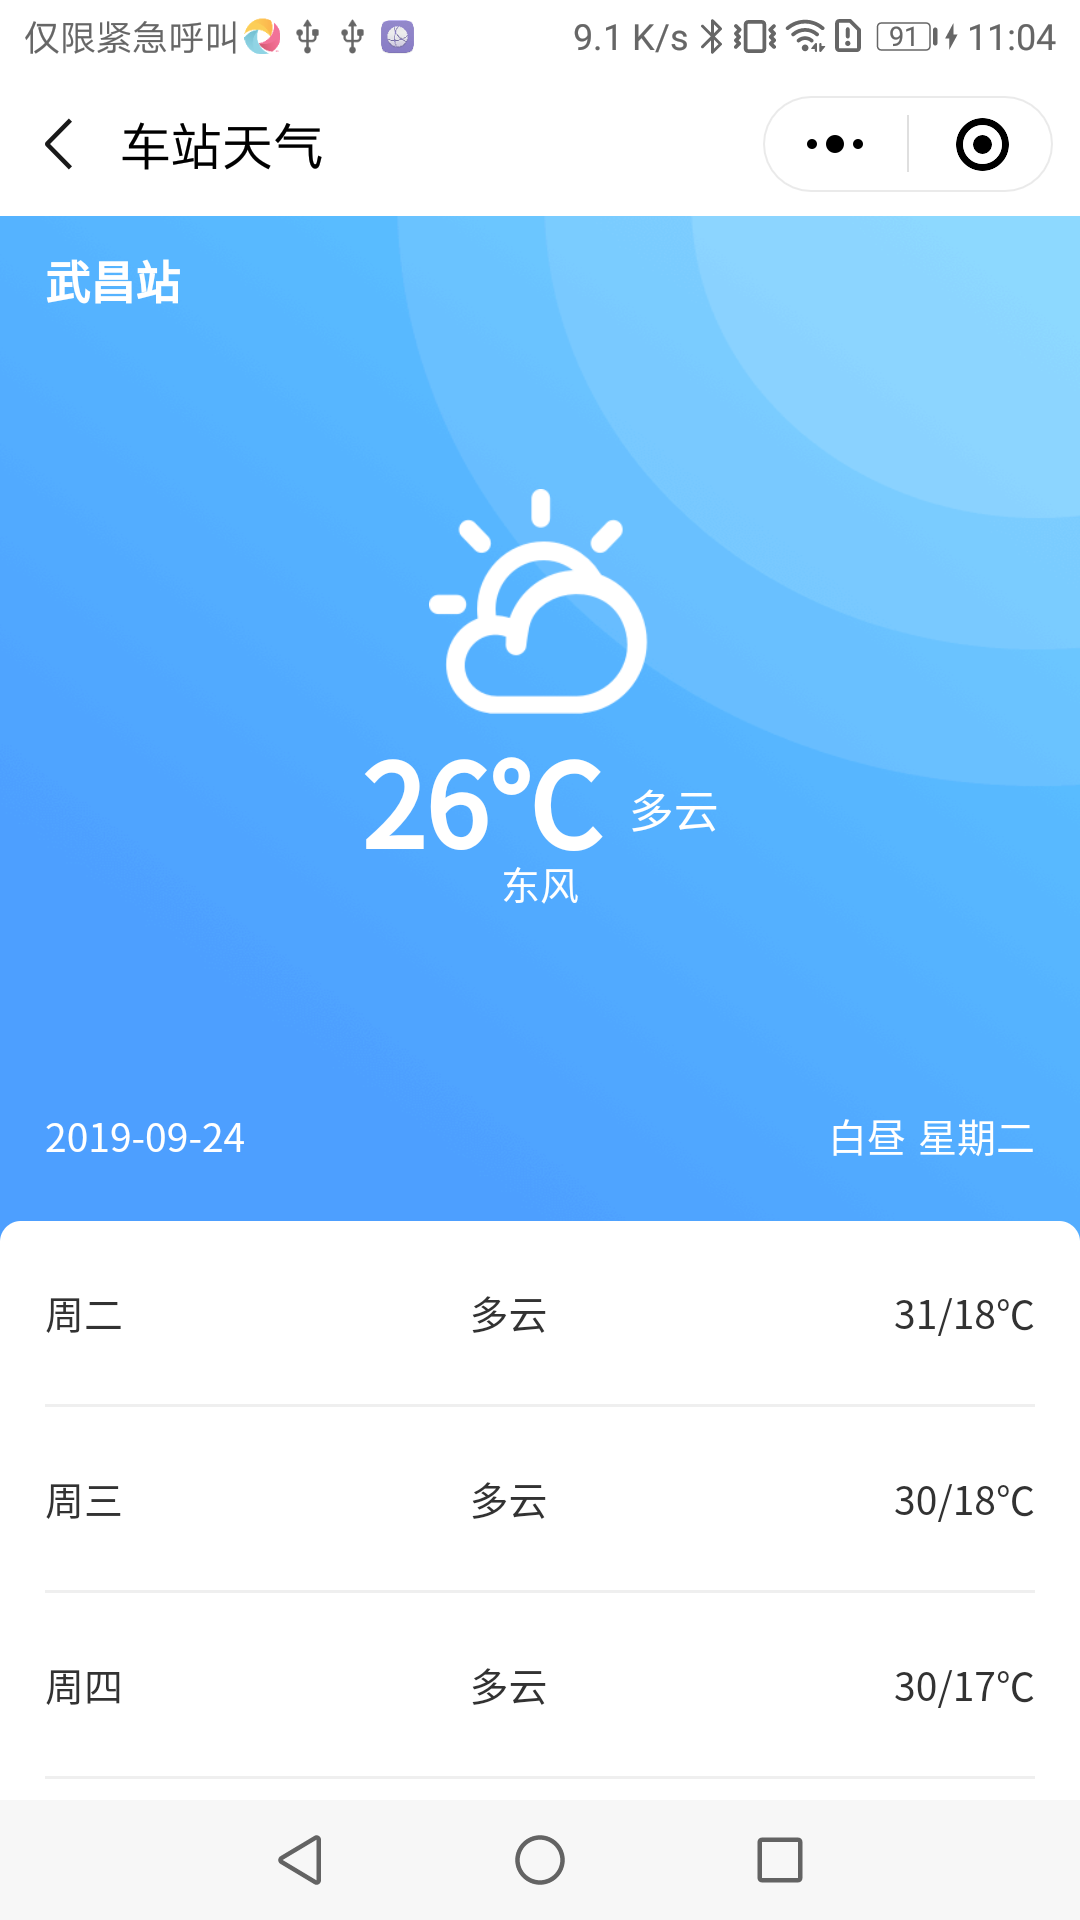 仅限紧急呼叫 9.1 K/s 91 11:04
车站天气
武昌站
26℃ 多云
东风
2019-09-24 白昼 星期二
周二 多云 31/18℃
周三 多云 30/18℃
周四 多云 30/17℃